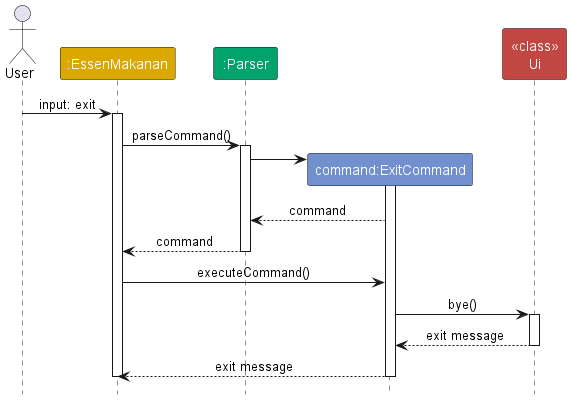 User
:EssenMakanan
:Parser
«class»
Ui
input: exit
parseCommand()
command:ExitCommand
command
command
executeCommand()
bye()
exit message
exit message